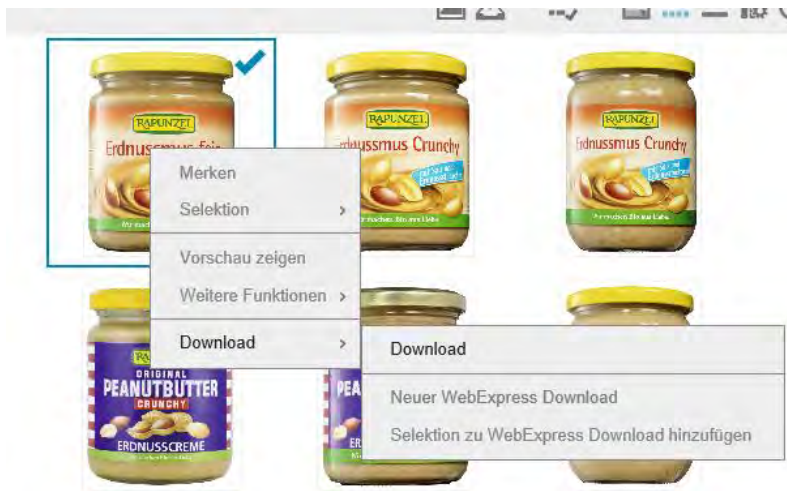 RAPUNZEL
RAPUNZEL
RAPUNZEL
Erdnussmus fein
Erdnussmus Crunchy
Erdnussmus Crunchy
Merken
Selektion
Vorschau zeigen
Weitere Funktionen
Download
Download
Neuer WebExpress Download
Selektion zu WebExpress Download hinzufügen
ORIGINAL
PEANUTBUTTER
CRUNCHY
ERDNUSSCREME
PEA
ER